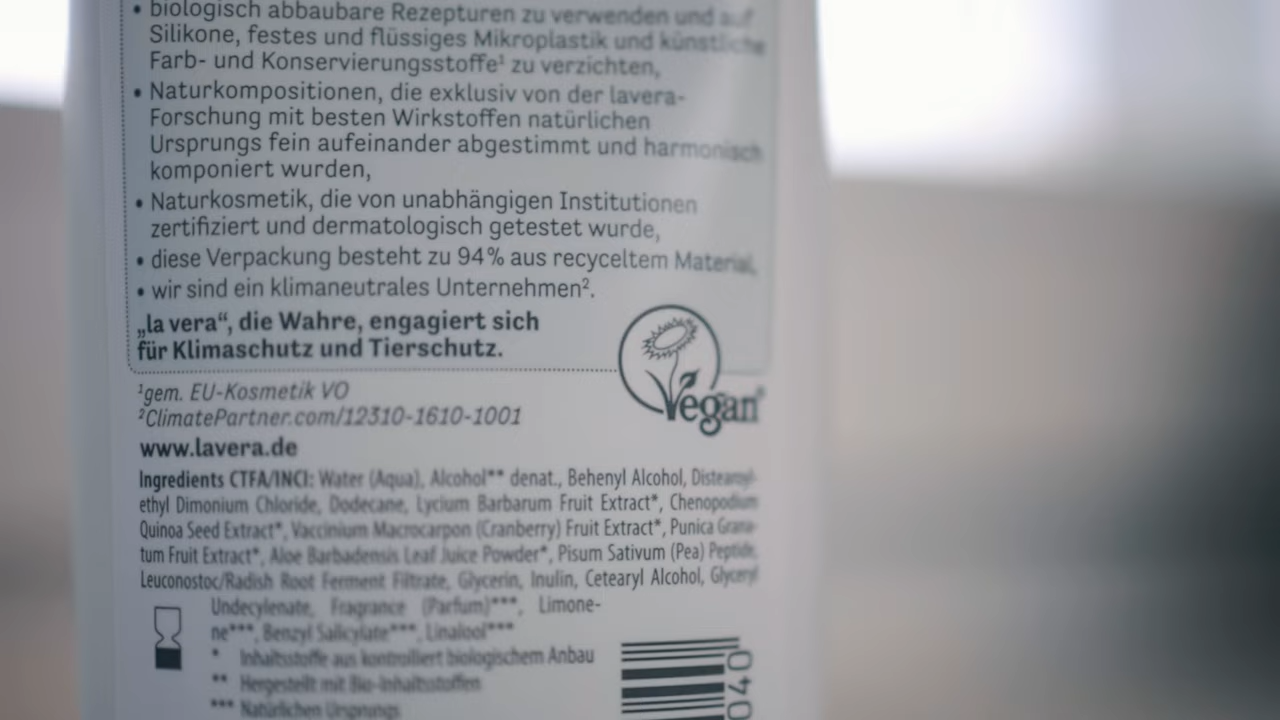 • biologisch abbaubare Rezepturen zu verwenden und auf
Silikone, festes und flüssiges Mikroplastik und künstliche
Farb- und Konservierungsstoffe¹ zu verzichten,
• Naturkompositionen, die exklusiv von der lavera-
Forschung mit besten Wirkstoffen natürlichen
Ursprungs fein aufeinander abgestimmt und harmonisch
komponiert wurden,
• Naturkosmetik, die von unabhängigen Institutionen
zertifiziert und dermatologisch getestet wurde,
• diese Verpackung besteht zu 94% aus recyceltem Material,
• wir sind ein klimaneutrales Unternehmen².
„la vera“, die Wahre, engagiert sich
für Klimaschutz und Tierschutz.
Vegan
¹gem. EU-Kosmetik VO
²ClimatePartner.com/12310-1610-1001
www.lavera.de
Ingredients CTFA/INCI: Water (Aqua), Alcohol** denat., Behenyl Alcohol, Distearoyl-
ethyl Dimonium Chloride, Dodecane, Lycium Barbarum Fruit Extract*, Chenopodium
Quinoa Seed Extract*, Vaccinium Macrocarpon (Cranberry) Fruit Extract*, Punica Grana-
tum Fruit Extract*, Aloe Barbadensis Leaf Juice Powder*, Pisum Sativum (Pea) Peptide,
Leuconostoc/Radish Root Ferment Filtrate, Glycerin, Inulin, Cetearyl Alcohol, Glyceryl
Undecylenate, Fragrance (Parfum)***, Limone-
ne***, Benzyl Salicylate***, Linalool***
* Inhaltsstoffe aus kontrolliert biologischem Anbau
** Hergestellt mit Bio-Inhaltsstoffen
*** Natürlichen Ursprungs
040